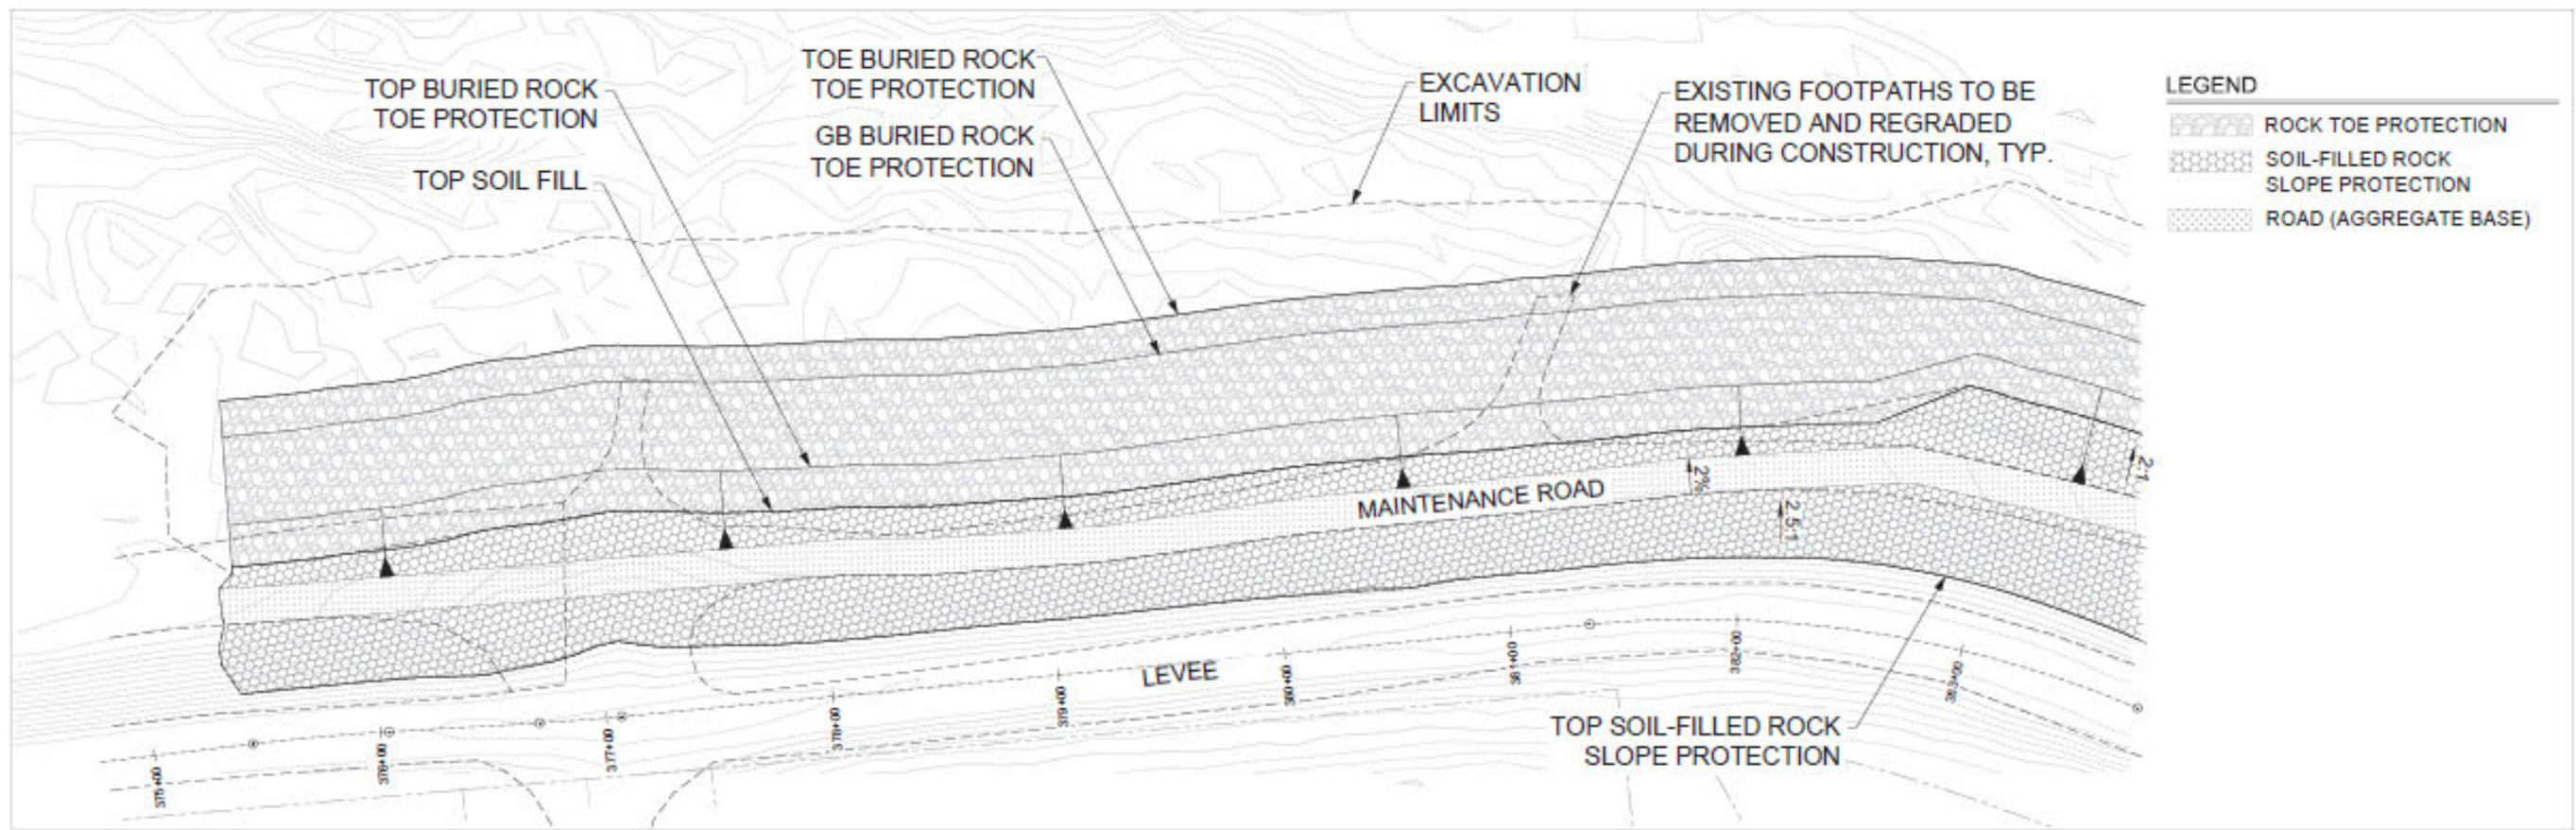 TOE BURIED ROCK
TOE PROTECTION
TOP BURIED ROCK
TOE PROTECTION
GB BURIED ROCK
TOE PROTECTION
TOP SOIL FILL
EXCAVATION
LIMITS
EXISTING FOOTPATHS TO BE
REMOVED AND REGRADED
DURING CONSTRUCTION, TYP.
LEGEND
ROCK TOE PROTECTION
SOIL-FILLED ROCK
SLOPE PROTECTION
ROAD (AGGREGATE BASE)
MAINTENANCE ROAD
2%
2.5:1
2:1
LEVEE
375+00
376+00
377+00
378+00
379+00
380+00
381+00
382+00
383+00
TOP SOIL-FILLED ROCK
SLOPE PROTECTION